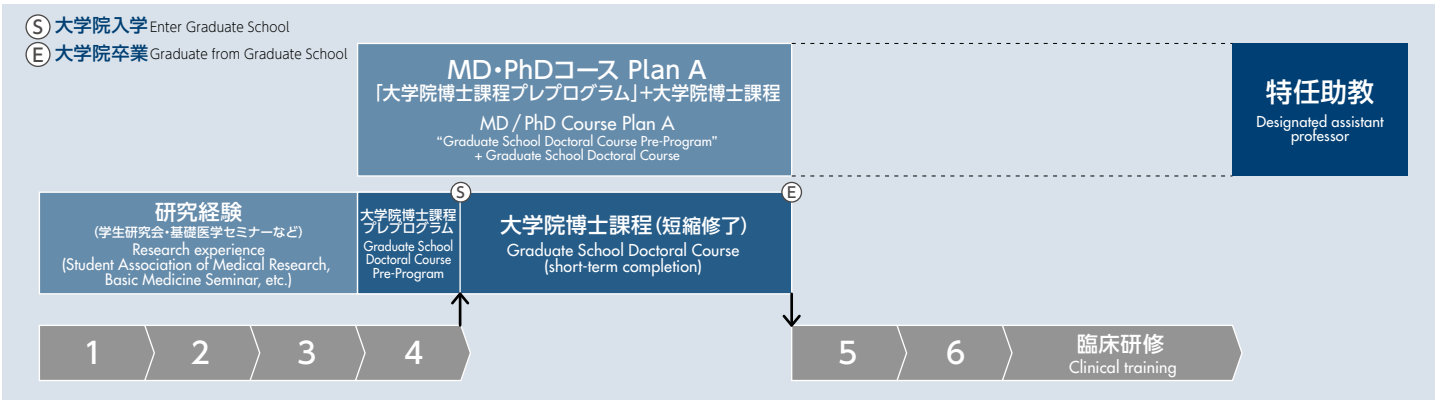 Ⓢ大学院入学 Enter Graduate School
Ⓔ大学院卒業 Graduate from Graduate School
MD・PhDコース Plan A
「大学院博士課程プレプログラム」+大学院博士課程
MD / PhD Course Plan A
“Graduate School Doctoral Course Pre-Program”
+ Graduate School Doctoral Course
特任助教
Designated assistant
professor
研究経験
(学生研究会・基礎医学セミナーなど)
Research experience
(Student Association of Medical Research,
Basic Medicine Seminar, etc.)
大学院博士課程
プレプログラム
Graduate School
Doctoral Course
Pre-Program
Ⓢ
大学院博士課程(短縮修了)
Graduate School Doctoral Course
(short-term completion)
Ⓔ
1
2
3
4
5
6
臨床研修
Clinical training